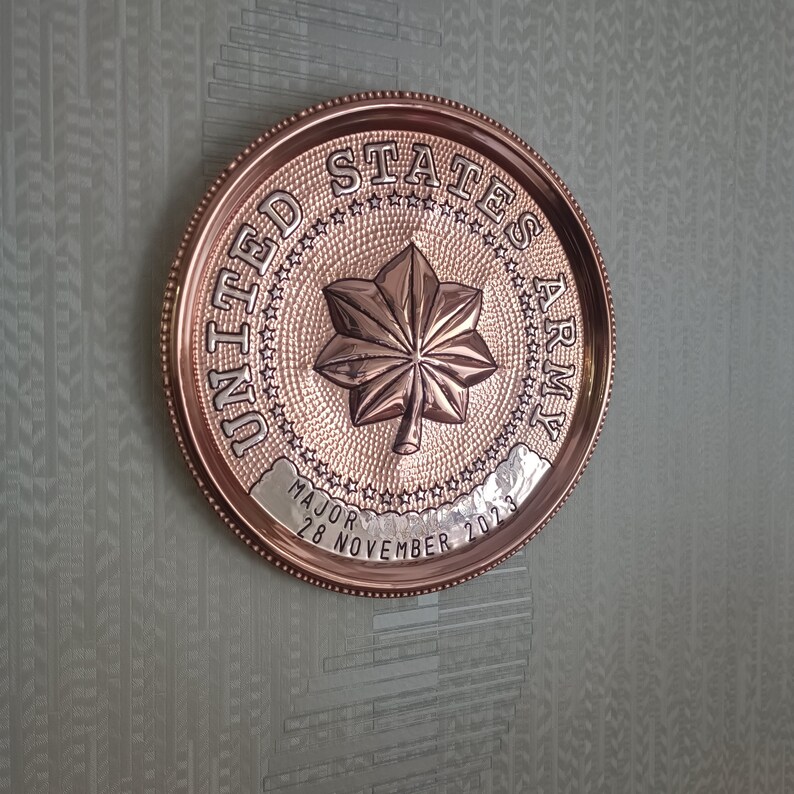 UNITED STATES ARMY
MAJOR
28 NOVEMBER 2023